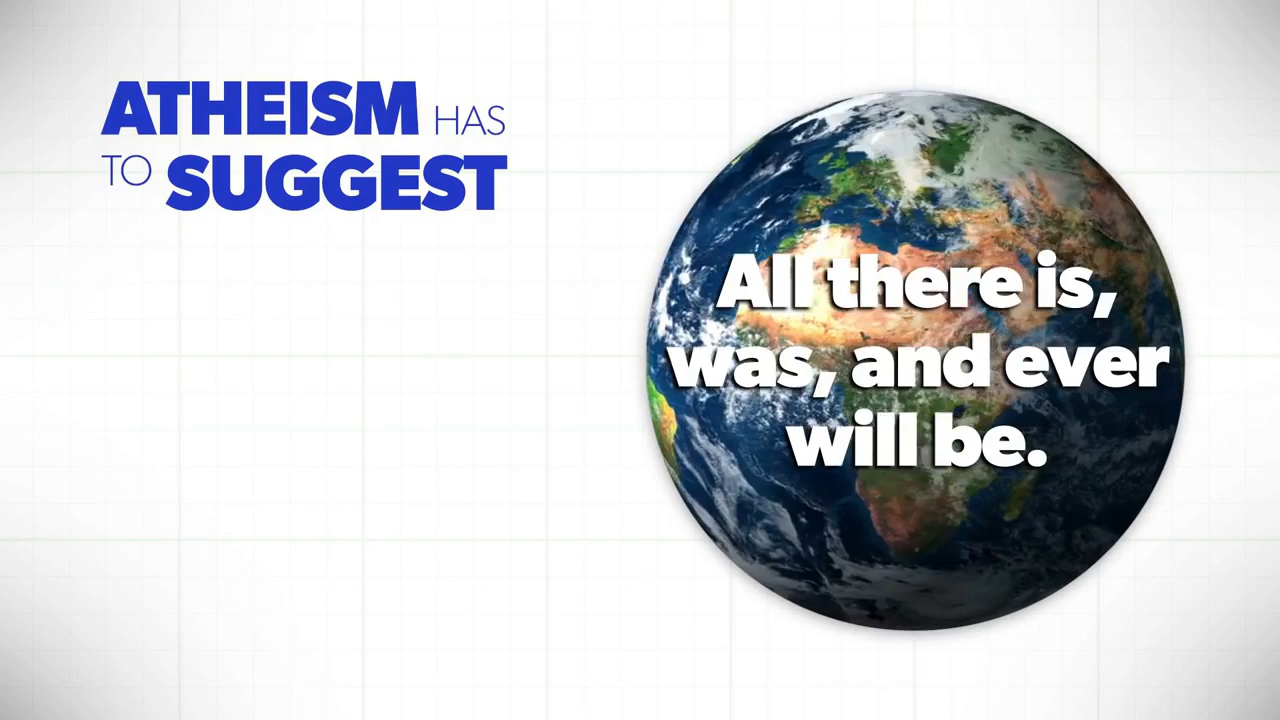 ATHEISM HAS
TO SUGGEST
All there is,
was, and ever
will be.